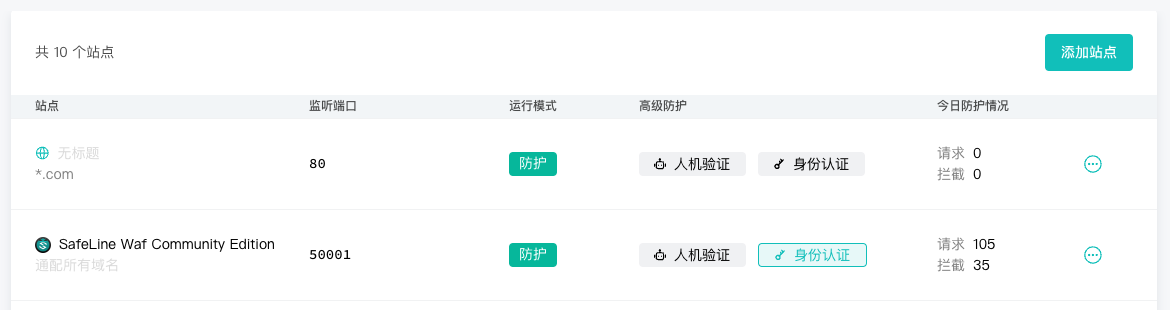 共 10 个站点
添加站点
站点 监听端口 运行模式 高级防护 今日防护情况
无标题
*.com
80
防护
人机验证 身份认证
请求 0
拦截 0
SafeLine Waf Community Edition
通配所有域名
50001
防护
人机验证 身份认证
请求 105
拦截 35